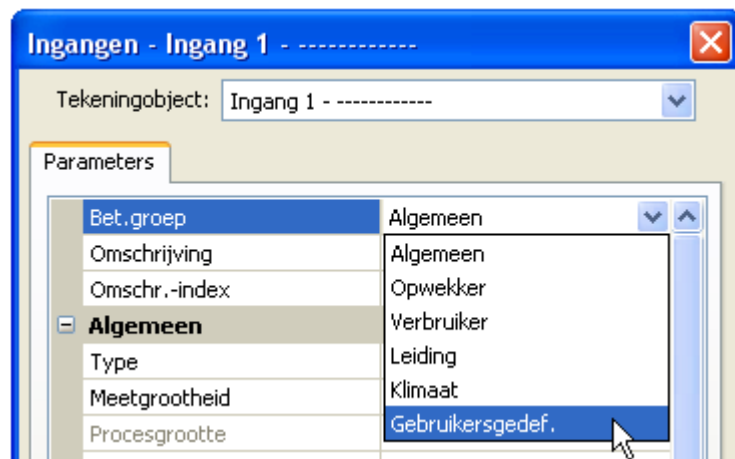 Ingangen - Ingang 1 - ------------
Tekeningobject: Ingang 1 - ------------
Parameters
Bet.groep Algemeen
Omschrijving Algemeen
Omschr.-index Opwekker
Algemeen Verbruiker
Type Leiding
Meetgrootheid Klimaat
Procesgrootte Gebruikersgedef.